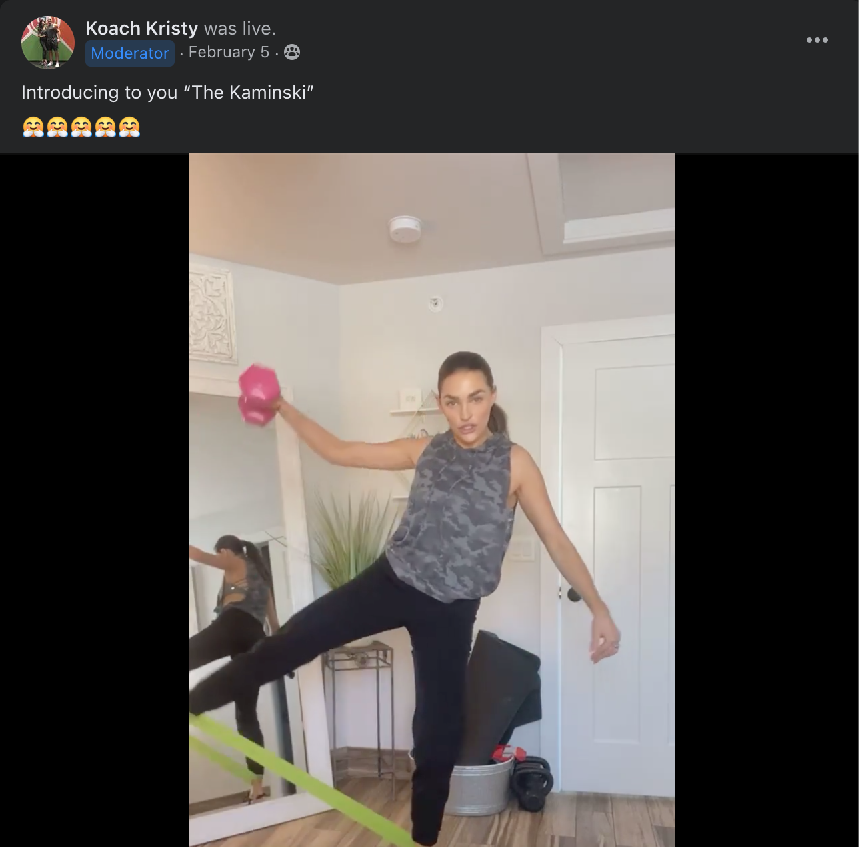 Koach Kristy was live.
Moderator · February 5 ·
Introducing to you “The Kaminski”
🤗🤗🤗🤗🤗